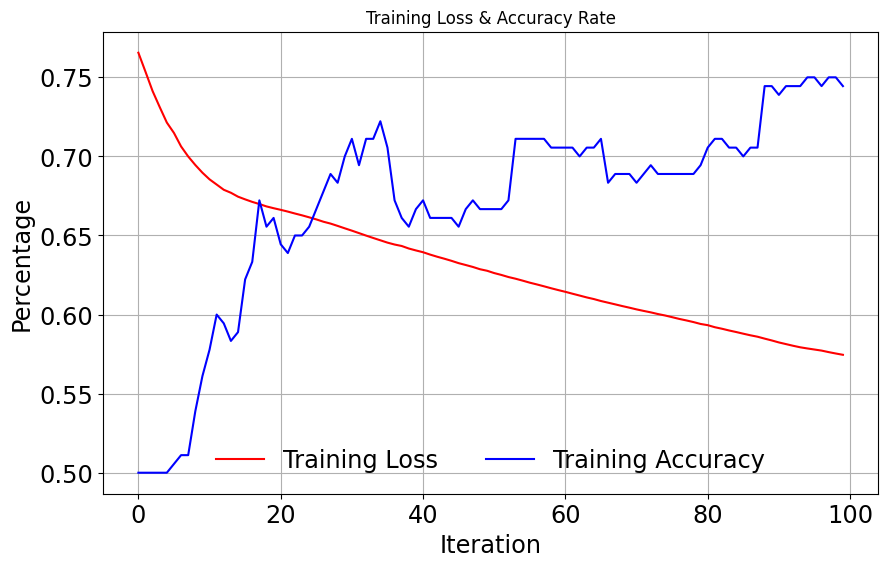 Training Loss & Accuracy Rate
0.75
0.70
0.65
0.60
0.55
0.50
Percentage
Training Loss
Training Accuracy
0 20 40 60 80 100
Iteration